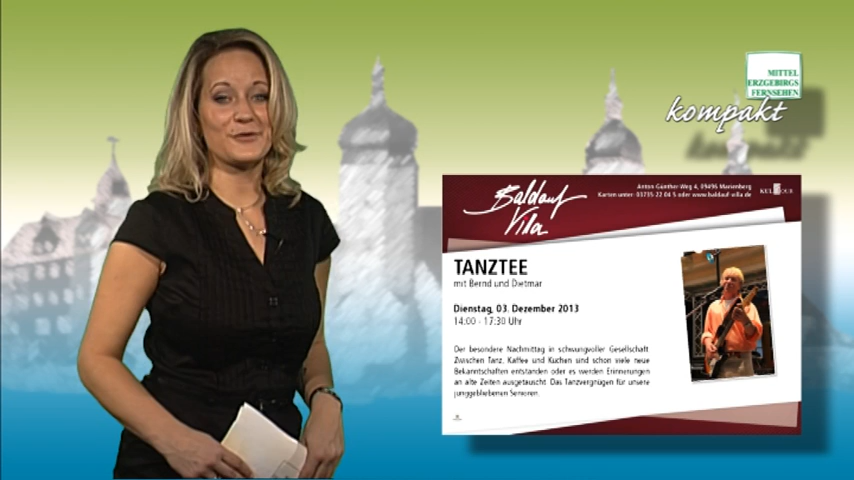 MITTEL
ERZGEBIRGS
FERNSEHEN
kompakt
Baldauf
Villa
Anton-Günther-Weg 4, 09496 Marienberg
Karten unter: 03735-22 04 5 oder www.baldauf-villa.de
TANZTEE
mit Bernd und Dietmar
Dienstag, 03. Dezember 2013
14:00 - 17:30 Uhr
Der besondere Nachmittag in schwungvoller Gesellschaft.
Zwischen Tanz, Kaffee und Kuchen sind schon viele neue
Bekanntschaften entstanden oder es werden Erinnerungen
an alte Zeiten ausgetauscht. Das Tanzvergnügen für unsere
junggebliebenen Senioren.